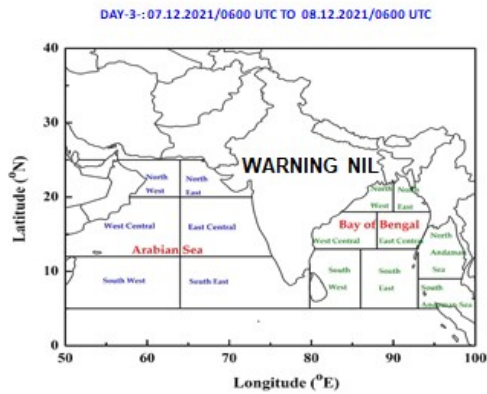 DAY-3-: 07.12.2021/0600 UTC TO 08.12.2021/0600 UTC
40
30
20
10
0
Latitude (°N)
WARNING NIL
North West
North East
West Central
East Central
Arabian Sea
South West
South East
North West
North East
Bay of Bengal
West Central
East Central
South West
South East
North Andaman Sea
South Andaman Sea
50 60 70 80 90 100
Longitude (°E)